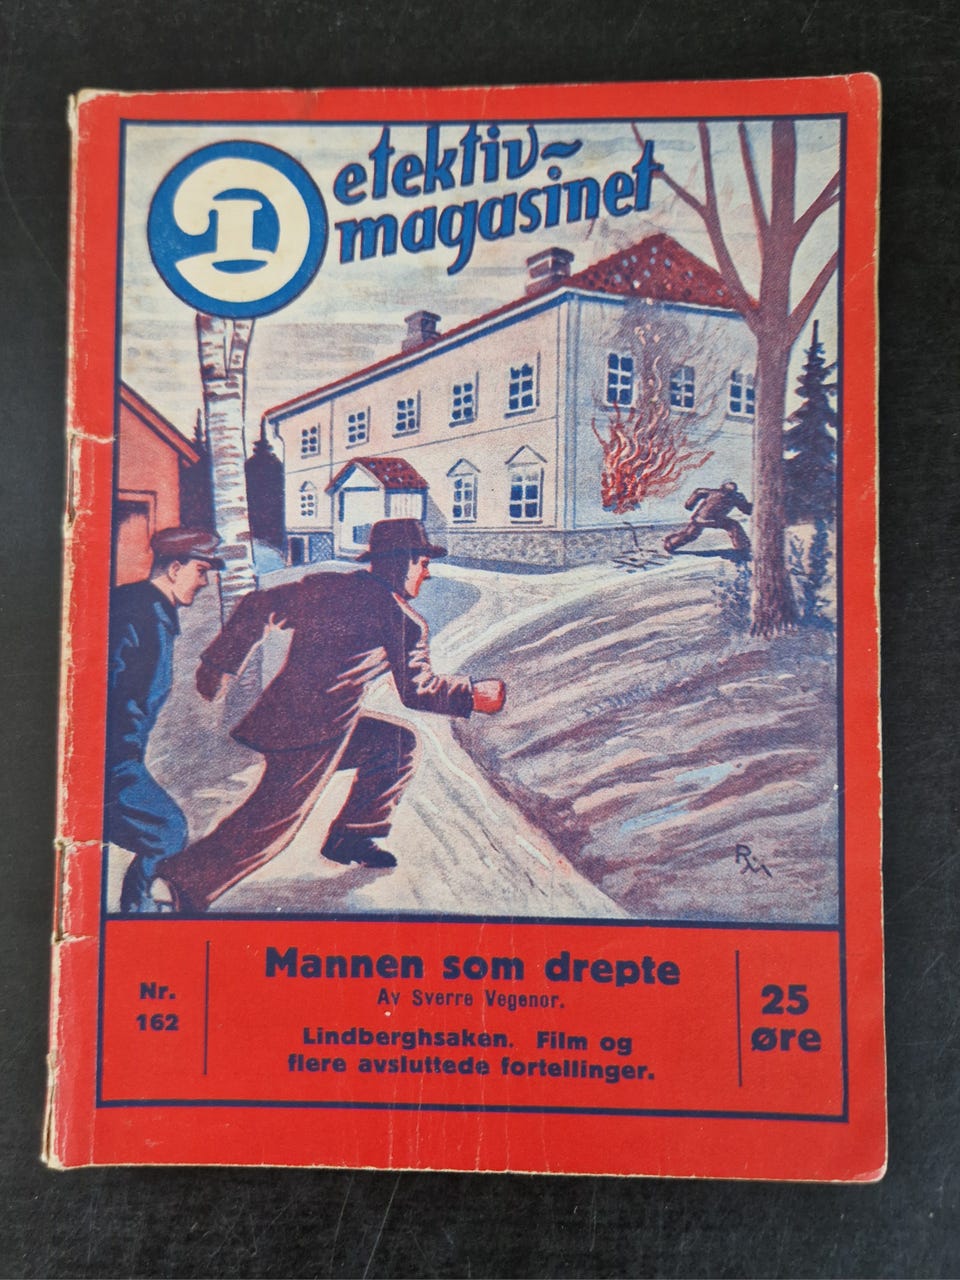 Detektiv-
magasinet
Nr.
162
Mannen som drepte
Av Sverre Vegenor.
Lindberghsaken. Film og
flere avsluttede fortellinger.
25
øre